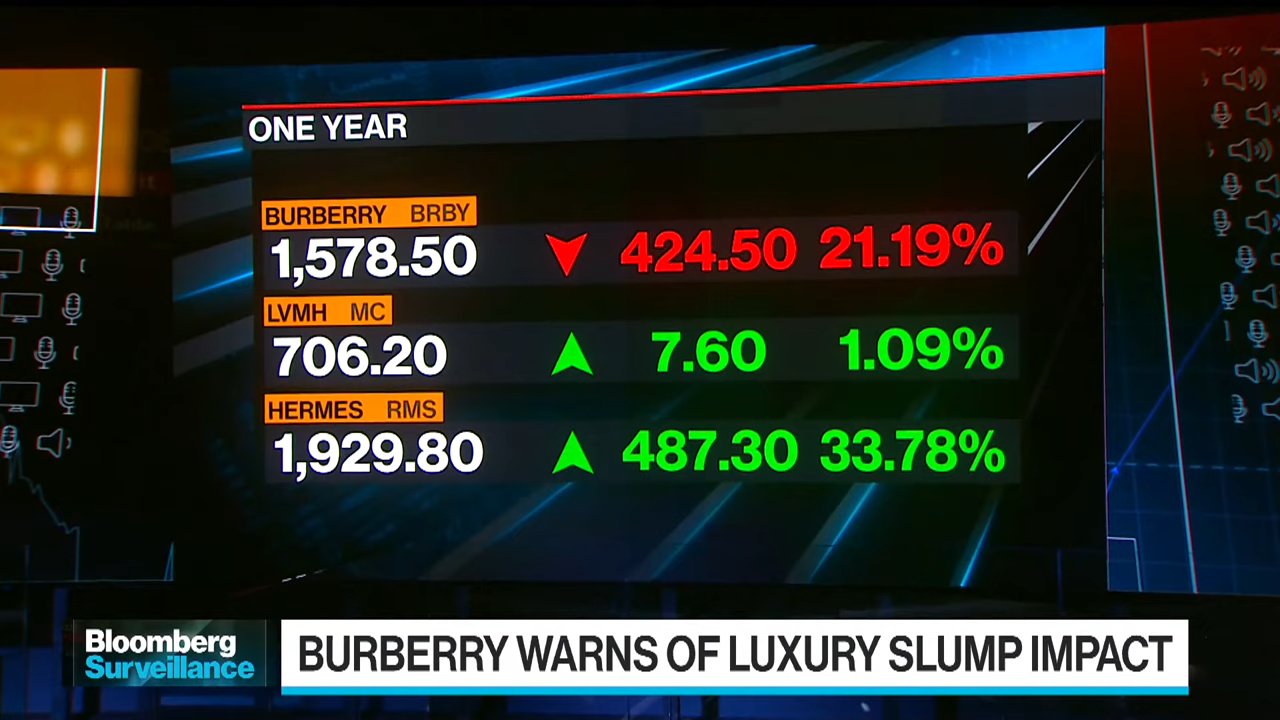 ONE YEAR
BURBERRY BRBY
1,578.50 424.50 21.19%
LVMH MC
706.20 7.60 1.09%
HERMES RMS
1,929.80 487.30 33.78%
Bloomberg
Surveillance
BURBERRY WARNS OF LUXURY SLUMP IMPACT